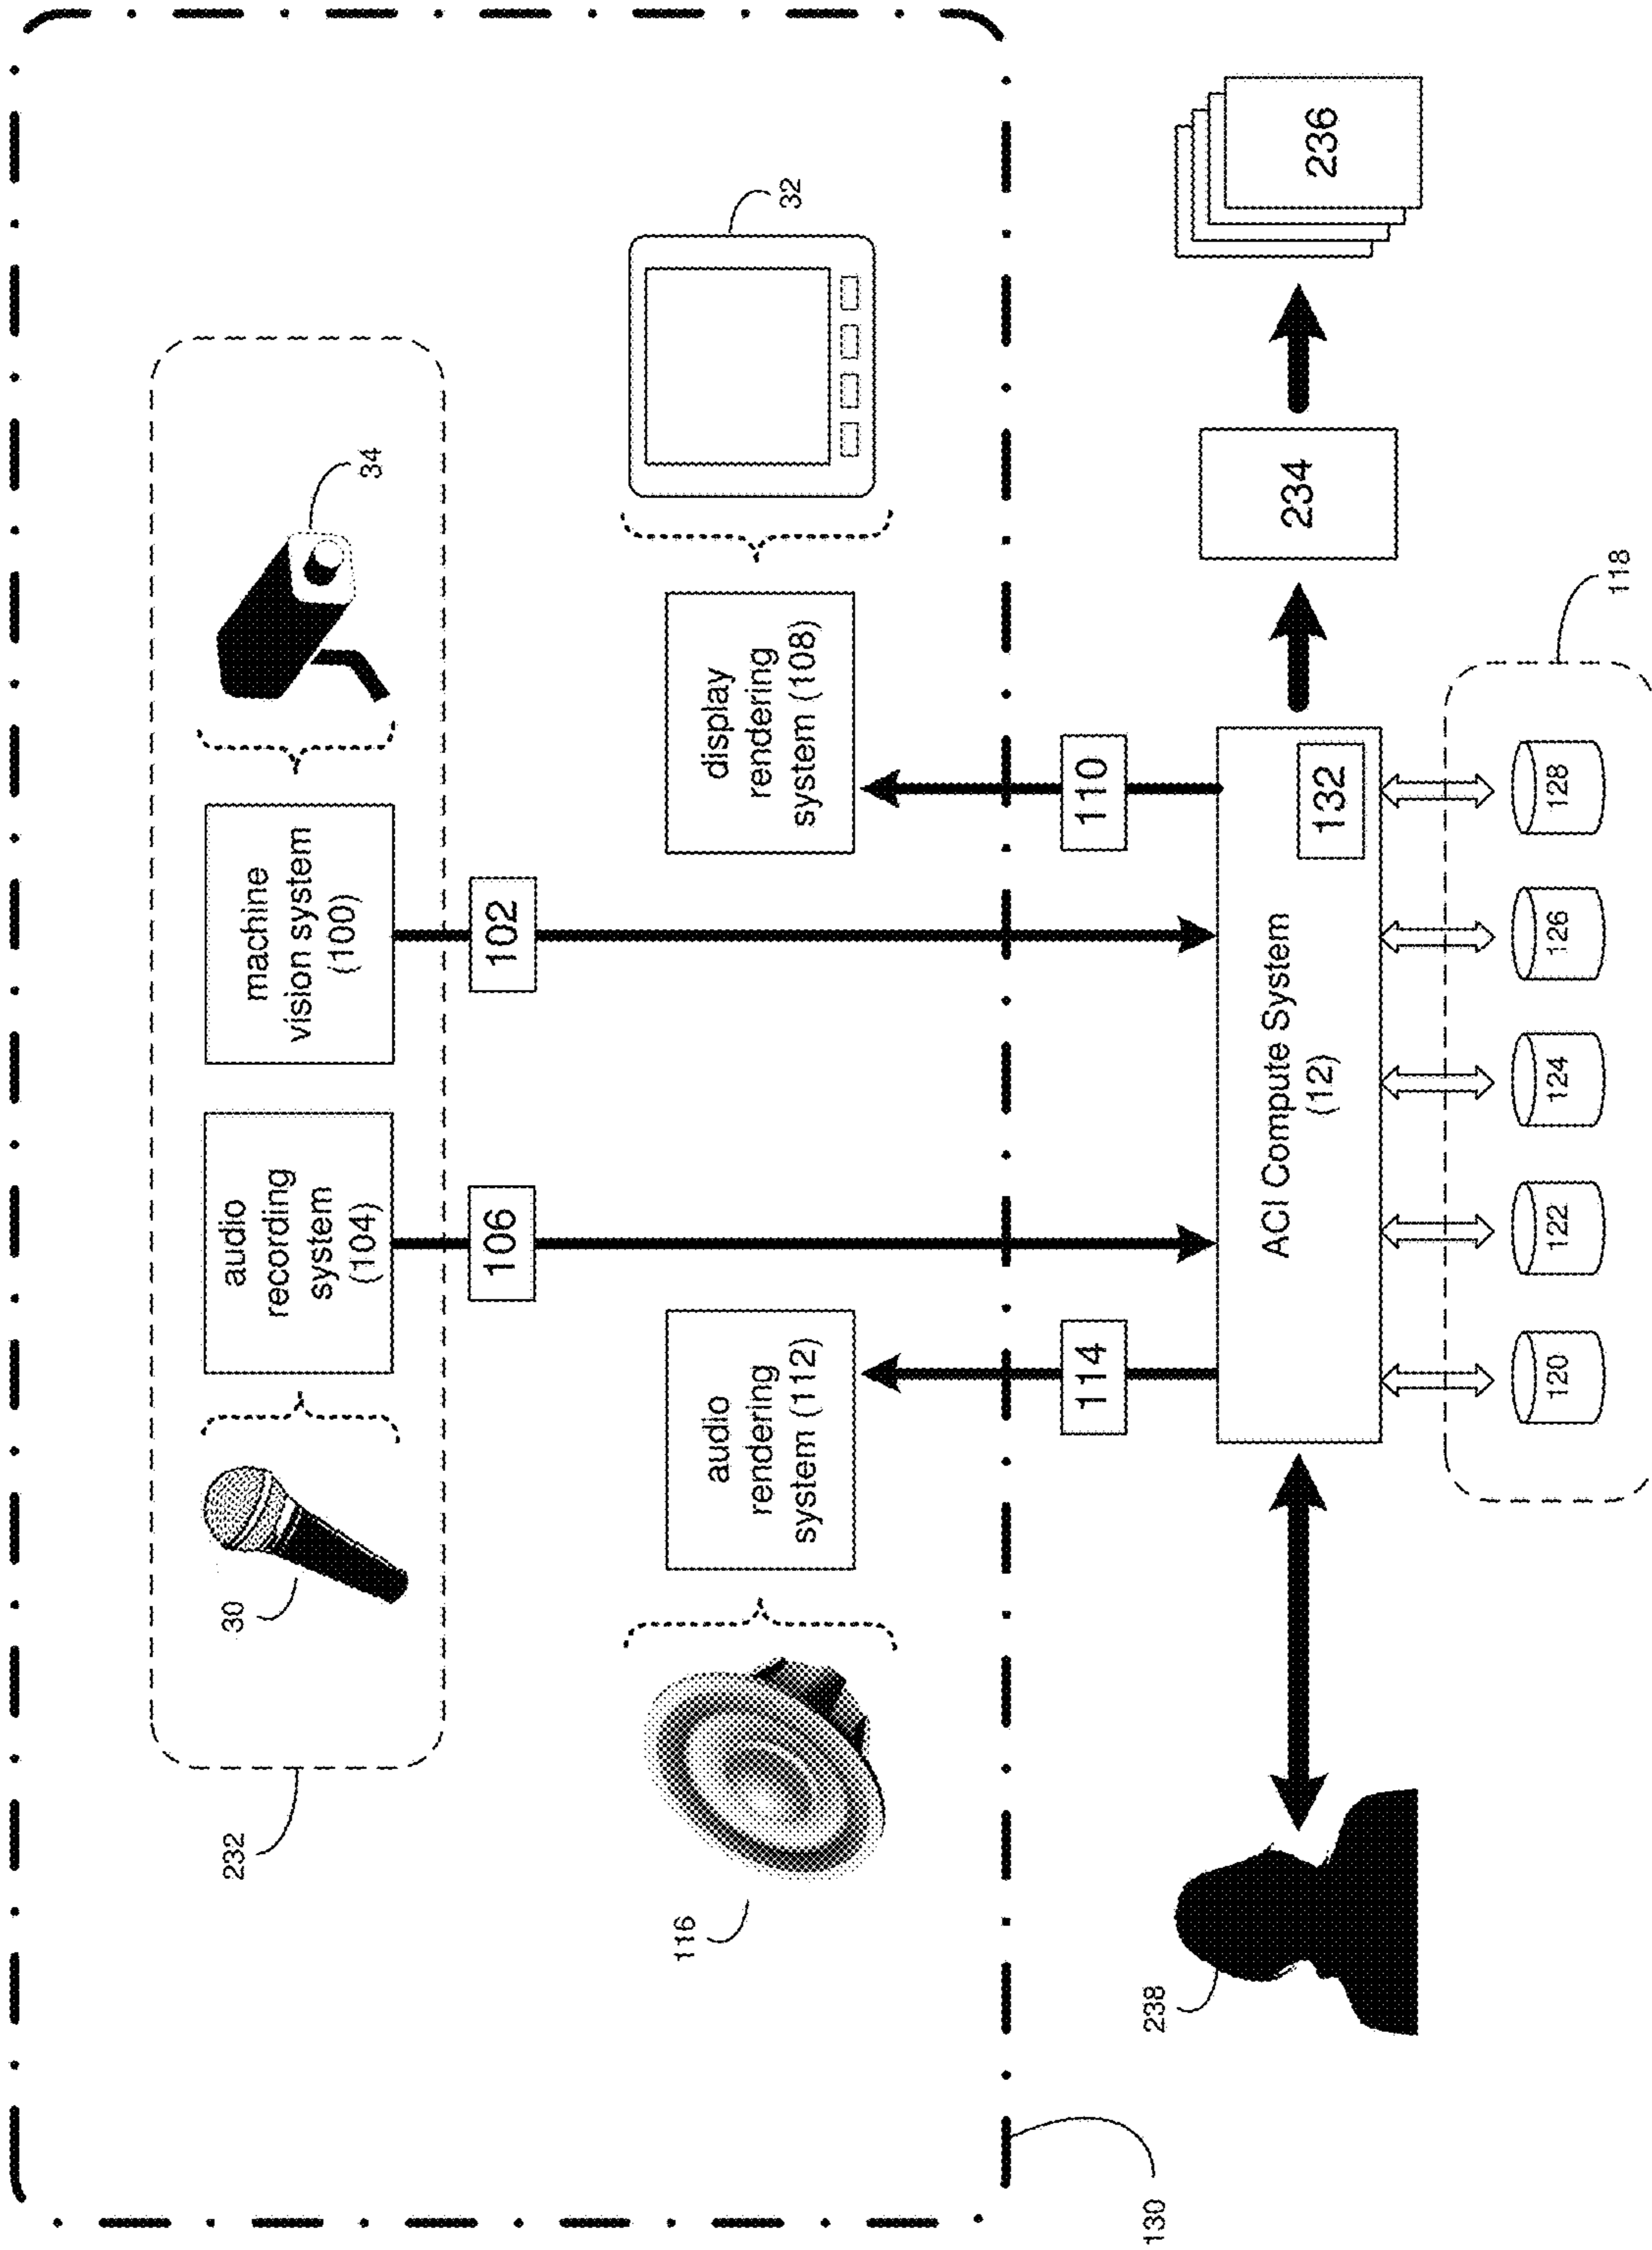 232
30
audio
recording
system
(104)
machine
vision system
(100)
34
106
102
116
audio
rendering
system (112)
display
rendering
system (108)
32
114
110
130
238
ACI Compute System
(12)
132
234
236
120
122
124
126
128
118